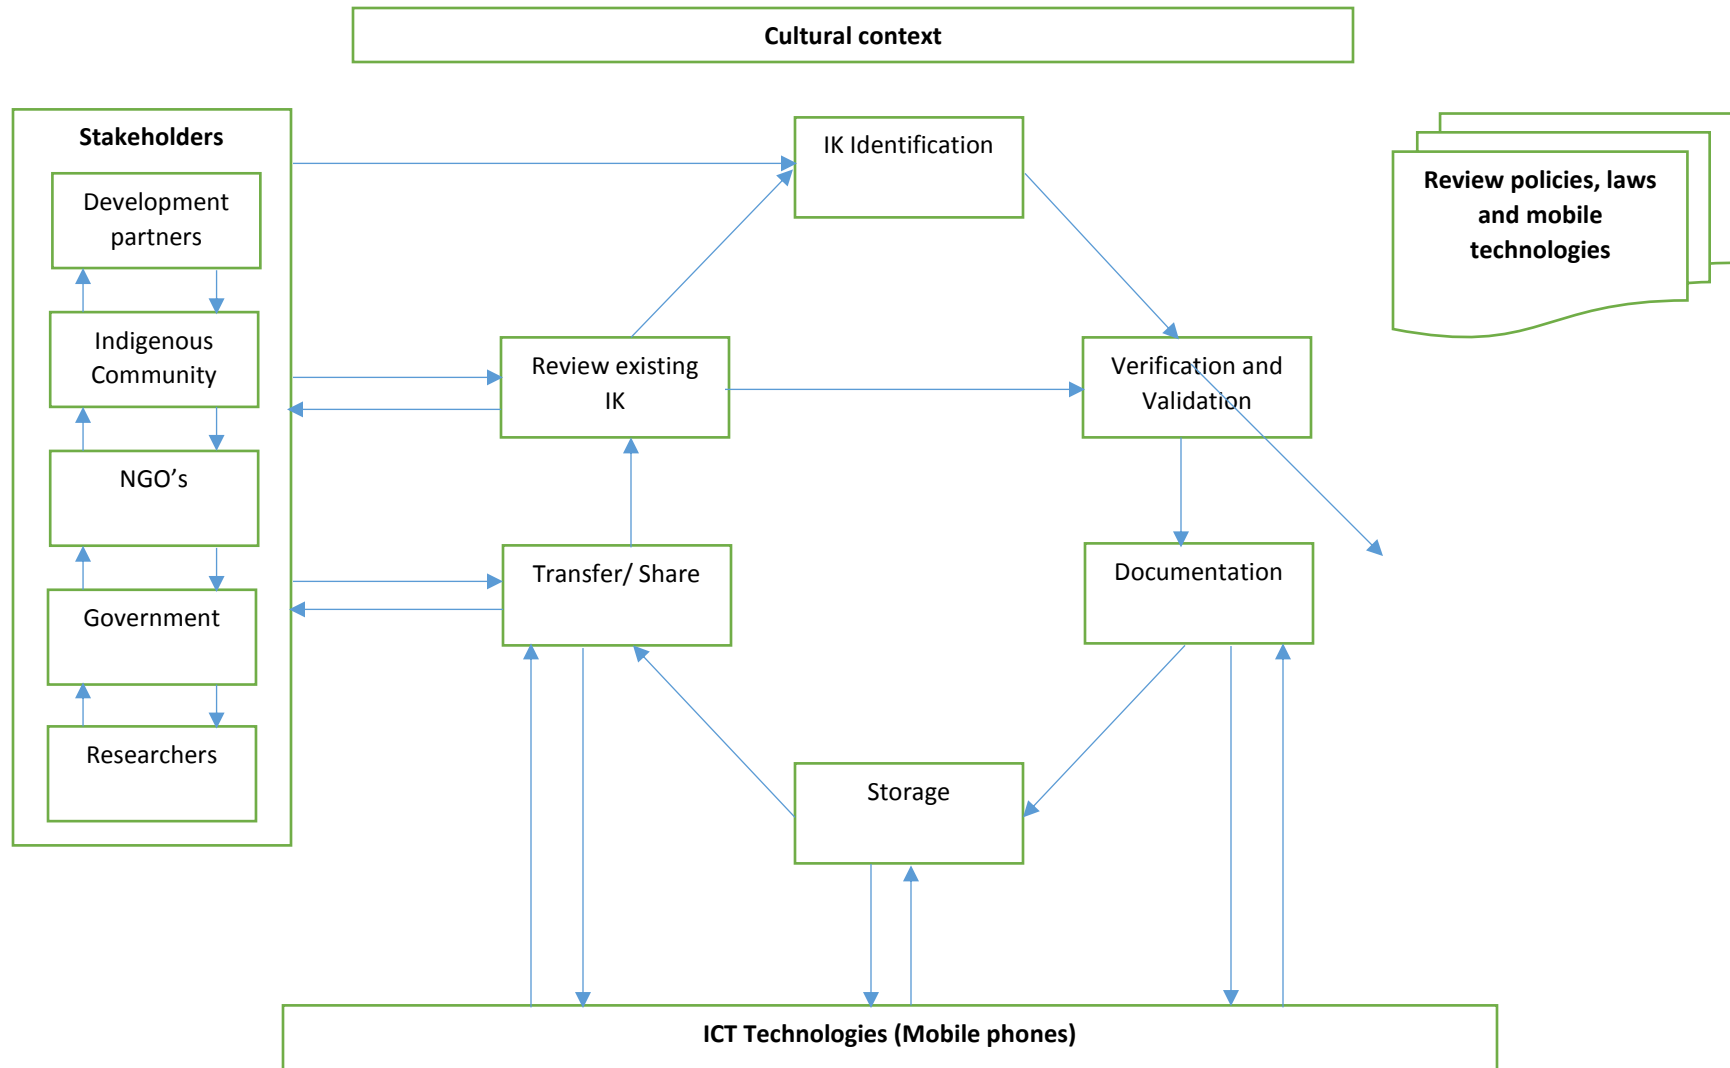 Cultural context
Stakeholders
Development
partners
Indigenous
Community
NGO’s
Government
Researchers
IK Identification
Review existing
IK
Verification and
Validation
Transfer/ Share
Documentation
Storage
Review policies, laws
and mobile
technologies
ICT Technologies (Mobile phones)